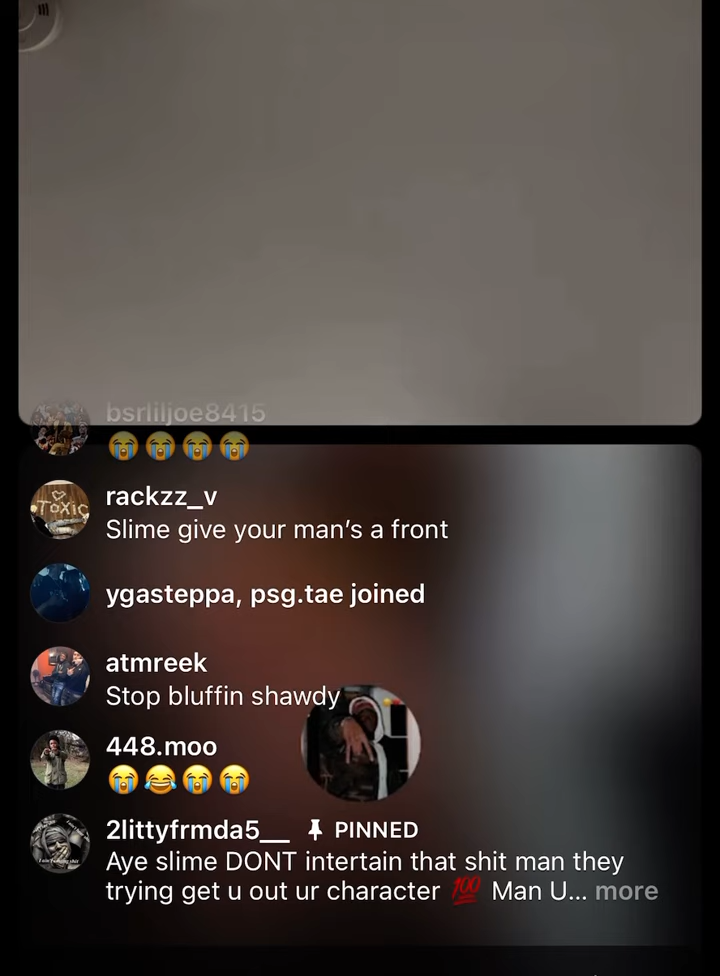 bsrliljoe8415
😭😭😭😭
TOXIC
rackzz_v
Slime give your man’s a front
ygasteppa, psg.tae joined
atmreek
Stop bluffin shawdy
448.moo
😭😂😭😭
2littyfrmda5__ PINNED
Aye slime DONT intertain that shit man they
trying get u out ur character 💯 Man U... more